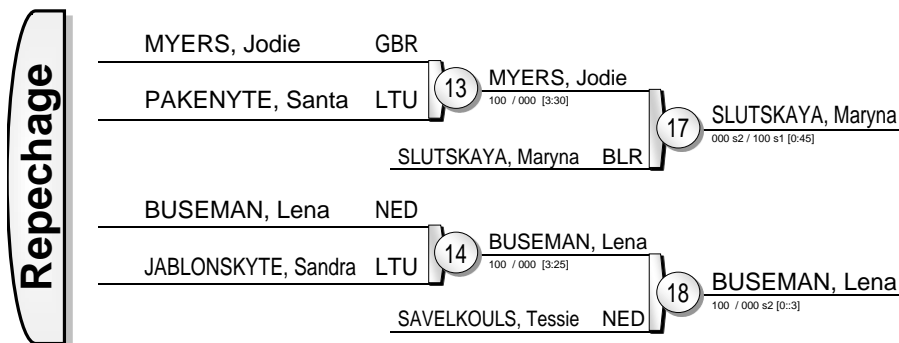 Repechage
MYERS, Jodie GBR
PAKENYTE, Santa LTU
13
MYERS, Jodie
100 / 000 [3:30]
SLUTSKAYA, Maryna BLR
17
SLUTSKAYA, Maryna
000 s2 / 100 s1 [0:45]
BUSEMAN, Lena NED
JABLONSKYTE, Sandra LTU
14
BUSEMAN, Lena
100 / 000 [3:25]
SAVELKOULS, Tessie NED
18
BUSEMAN, Lena
100 / 000 s2 [0::3]